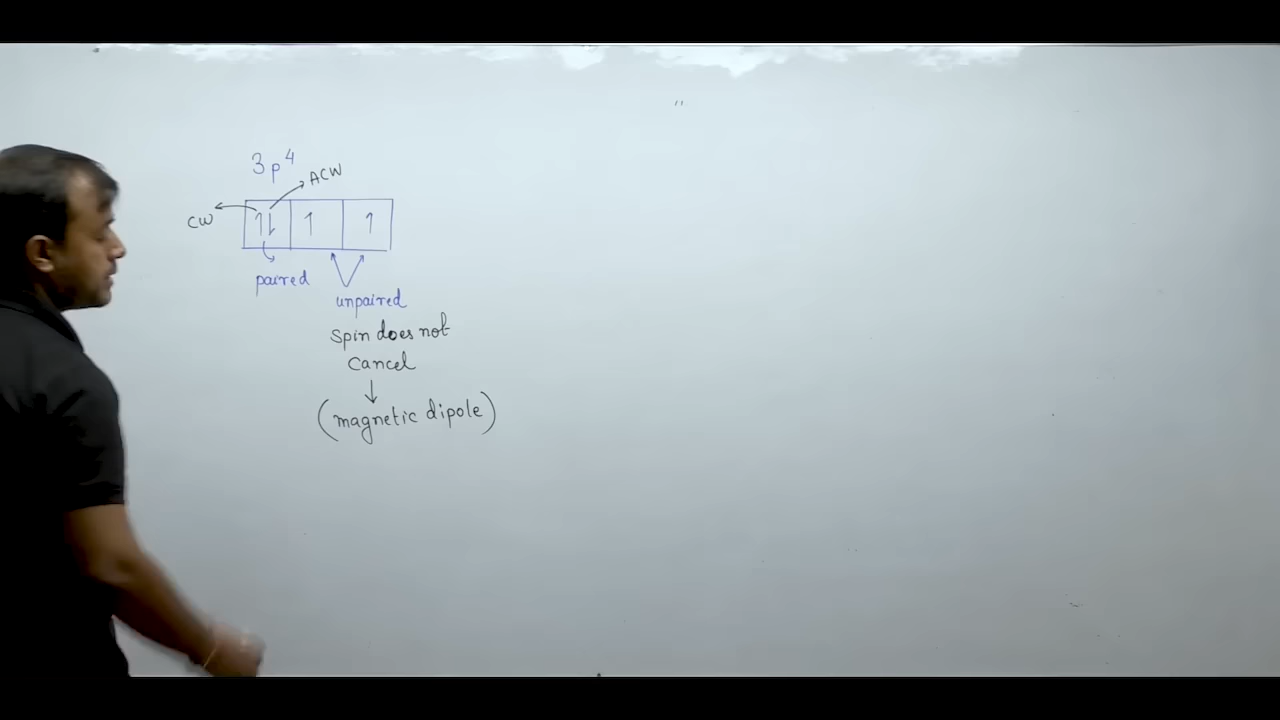 3p⁴
ACW
CW
↑↓ ↑ ↑
paired
unpaired
Spin does not
Cancel
↓
(magnetic dipole)